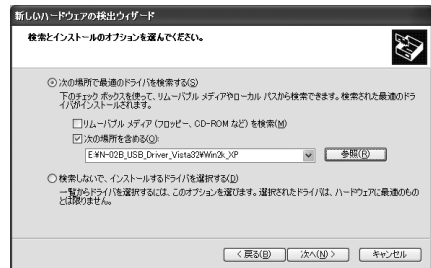 新しいハードウェアの検出ウィザード
検索とインストールのオプションを選んでください。
次の場所で最適のドライバを検索する(S)
下のチェック ボックスを使って、リムーバブル メディアやローカル パスから検索できます。検索された最適のドラ
イバがインストールされます。
リムーバブル メディア (フロッピー、CD-ROM など) を検索(M)
次の場所を含める(O):
E:¥N-02B_USB_Driver_Vista32¥Win2k_XP
参照(R)
検索しないで、インストールするドライバを選択する(D)
一覧からドライバを選択するには、このオプションを選びます。選択されたドライバは、ハードウェアに最適のもの
とは限りません。
< 戻る(B)
次へ(N) >
キャンセル